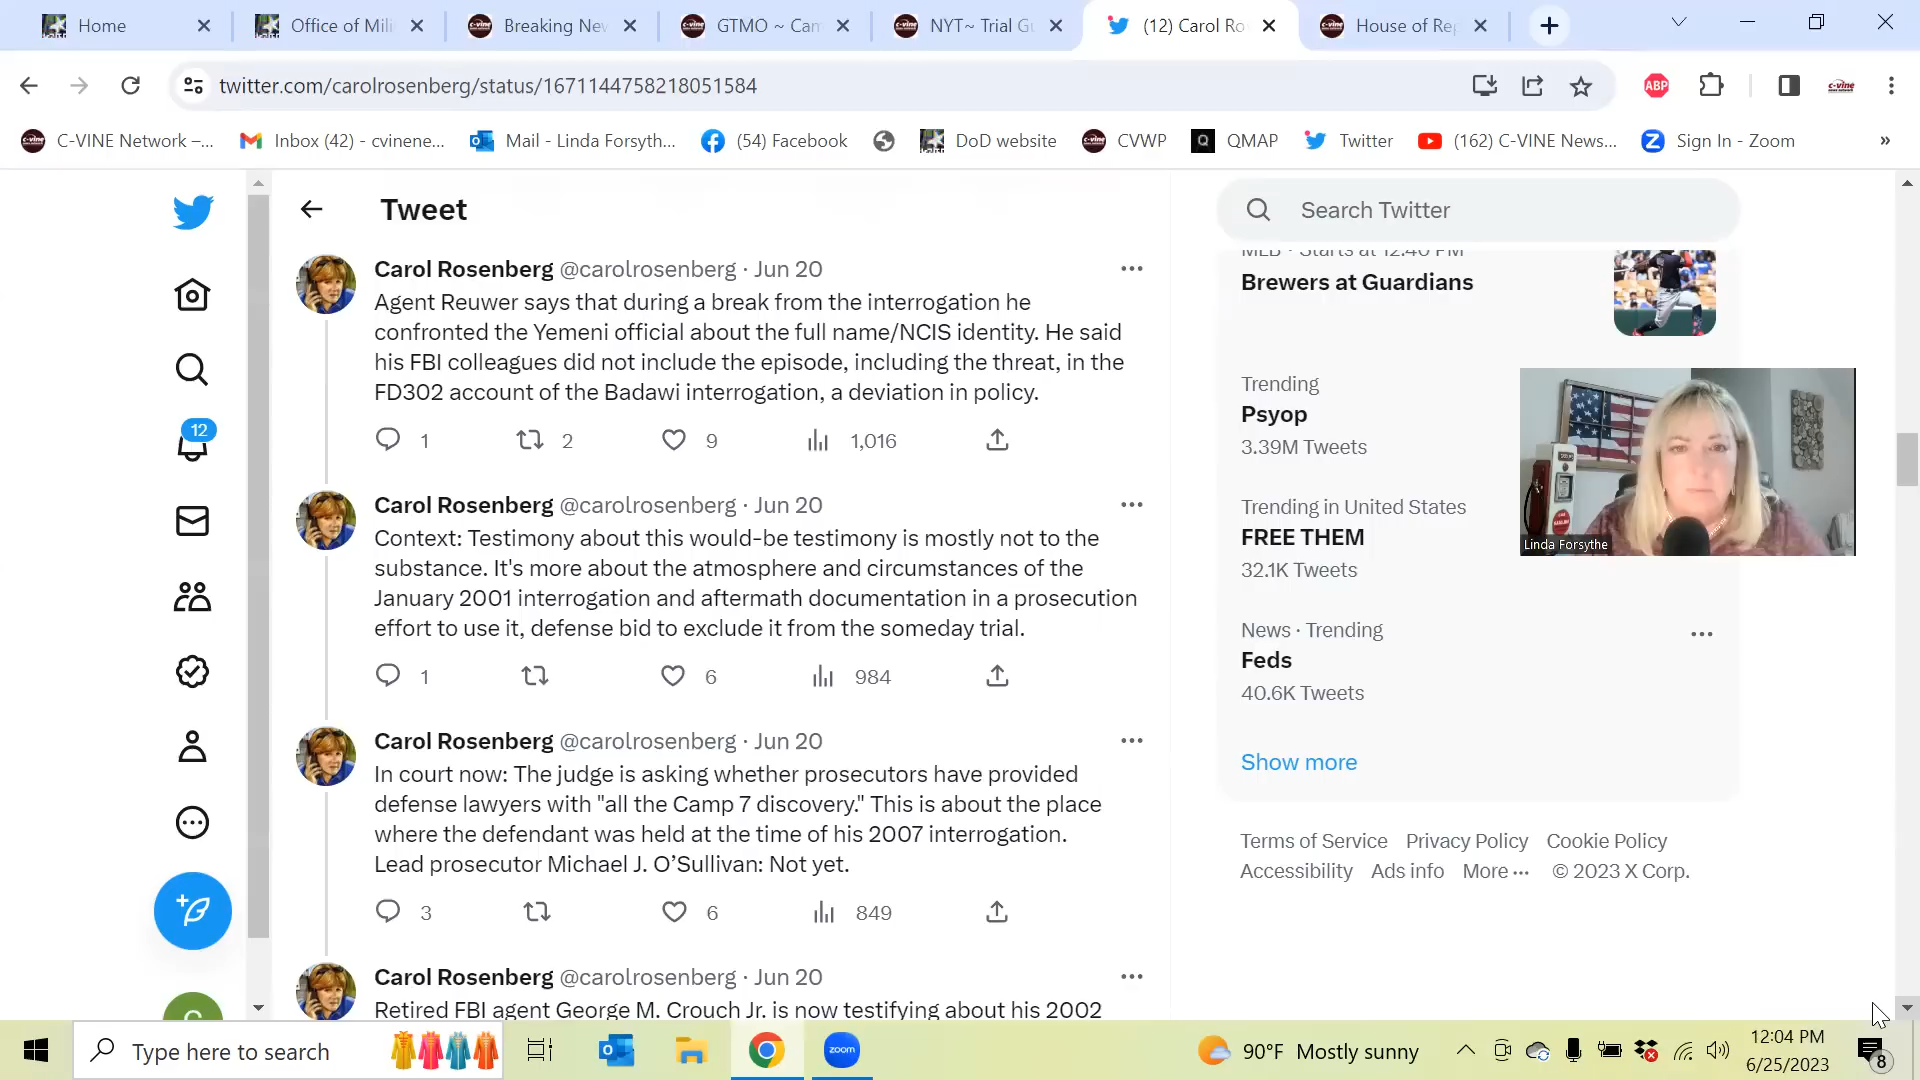 Home
Office of Mili
Breaking New
GTMO ~ Cam
NYT~ Trial Gu
(12) Carol Ro
House of Rep
twitter.com/carolrosenberg/status/1671144758218051584
ABP
c-vine
C-VINE Network –...
Inbox (42) - cvinene...
Mail - Linda Forsyth...
(54) Facebook
DoD website
CVWP
QMAP
Twitter
(162) C-VINE News...
Sign In - Zoom
»
Tweet
Search Twitter
Carol Rosenberg @carolrosenberg · Jun 20
Agent Reuwer says that during a break from the interrogation he
confronted the Yemeni official about the full name/NCIS identity. He said
his FBI colleagues did not include the episode, including the threat, in the
FD302 account of the Badawi interrogation, a deviation in policy.
1 2 9 1,016
Carol Rosenberg @carolrosenberg · Jun 20
Context: Testimony about this would-be testimony is mostly not to the
substance. It's more about the atmosphere and circumstances of the
January 2001 interrogation and aftermath documentation in a prosecution
effort to use it, defense bid to exclude it from the someday trial.
1 6 984
Carol Rosenberg @carolrosenberg · Jun 20
In court now: The judge is asking whether prosecutors have provided
defense lawyers with "all the Camp 7 discovery." This is about the place
where the defendant was held at the time of his 2007 interrogation.
Lead prosecutor Michael J. O’Sullivan: Not yet.
3 6 849
Carol Rosenberg @carolrosenberg · Jun 20
Retired FBI agent George M. Crouch Jr. is now testifying about his 2002
12
MLB · Starts at 12:40 PM
Brewers at Guardians
Trending
Psyop
3.39M Tweets
Trending in United States
FREE THEM
32.1K Tweets
News · Trending
Feds
40.6K Tweets
Show more
Linda Forsythe
Terms of Service Privacy Policy Cookie Policy
Accessibility Ads info More ··· © 2023 X Corp.
Type here to search
zoom
90°F Mostly sunny
12:04 PM
6/25/2023
8